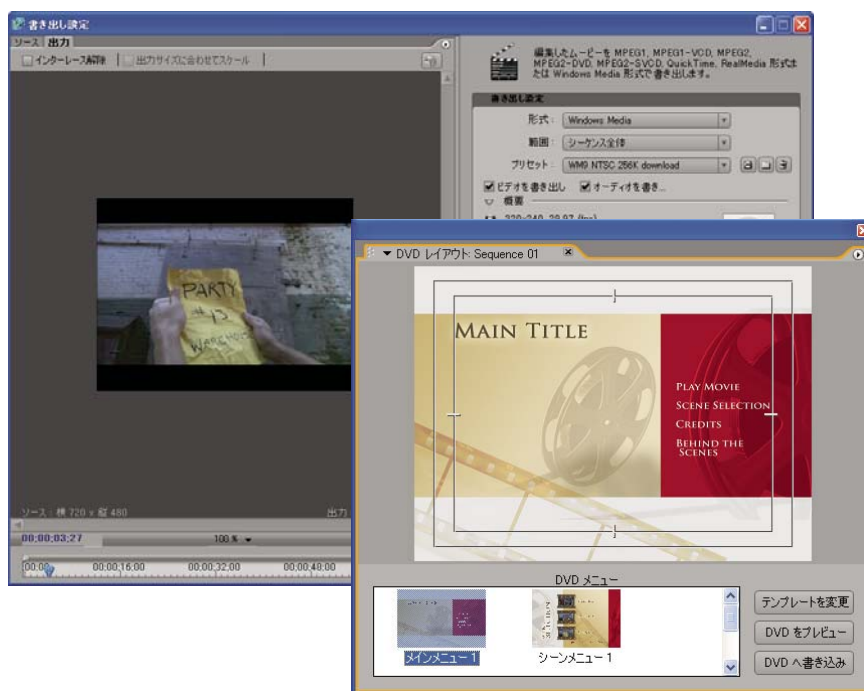 書き出し設定
ソース 出力
インターレース解除
出力サイズに合わせてスケール
PARTY
#13
WAREHOUSE
ソース : 横 720 x 縦 480
出力
00;00;03;27
100 %
00;00
00;00;16;00
00;00;32;00
00;00;48;00
編集したムービーを MPEG1, MPEG1-VCD, MPEG2,
MPEG2-DVD, MPEG2-SVCD, QuickTime, RealMedia 形式ま
たは Windows Media 形式で書き出します。
書き出し設定
形式 : Windows Media
範囲 : シーケンス全体
プリセット : WM9 NTSC 256K download
ビデオを書き出し オーディオを書き...
概要
DVD レイアウト: Sequence 01
MAIN TITLE
PLAY MOVIE
SCENE SELECTION
CREDITS
BEHIND THE
SCENES
DVD メニュー
メインメニュー 1
シーンメニュー 1
テンプレートを変更
DVD をプレビュー
DVD へ書き込み